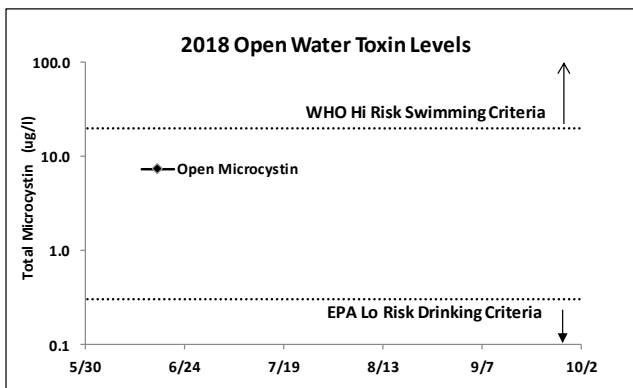 2018 Open Water Toxin Levels
100.0
WHO Hi Risk Swimming Criteria
10.0
Open Microcystin
Total Microcystin (ug/l)
1.0
EPA Lo Risk Drinking Criteria
0.1
5/30 6/24 7/19 8/13 9/7 10/2